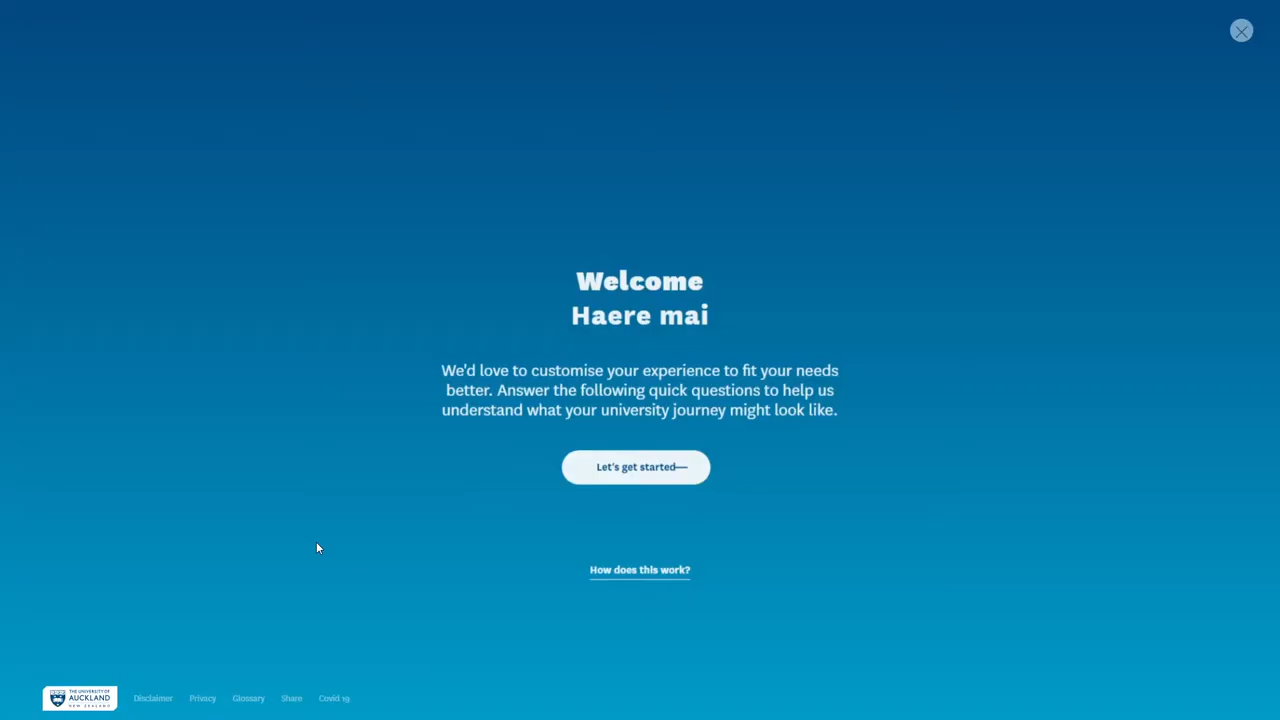 Welcome
Haere mai
We'd love to customise your experience to fit your needs
better. Answer the following quick questions to help us
understand what your university journey might look like.
Let's get started
How does this work?
THE UNIVERSITY OF
AUCKLAND
NEW ZEALAND
Disclaimer Privacy Glossary Share Covid 19